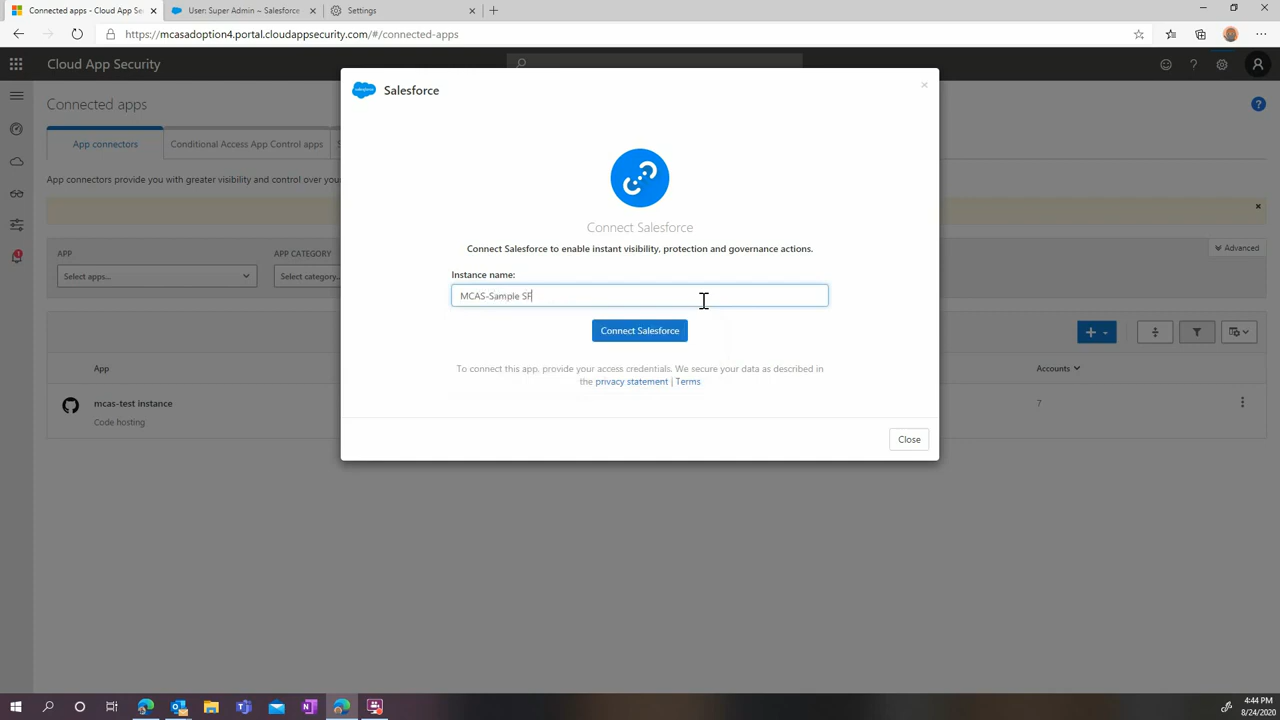 Connected apps - Cloud App Secu
User: Super Admin ~ Salesforce
Settings
https://mcasadoption4.portal.cloudappsecurity.com/#/connected-apps
Cloud App Security
Connected apps
App connectors
Conditional Access App Control apps
App connectors provide you with greater visibility and control over your
APP
Select apps...
APP CATEGORY
Select category...
Advanced
App
Accounts
mcas-test instance
Code hosting
7
Salesforce
Connect Salesforce
Connect Salesforce to enable instant visibility, protection and governance actions.
Instance name:
MCAS-Sample SF
Connect Salesforce
To connect this app, provide your access credentials. We secure your data as described in
the privacy statement | Terms
Close
4:44 PM
8/24/2020